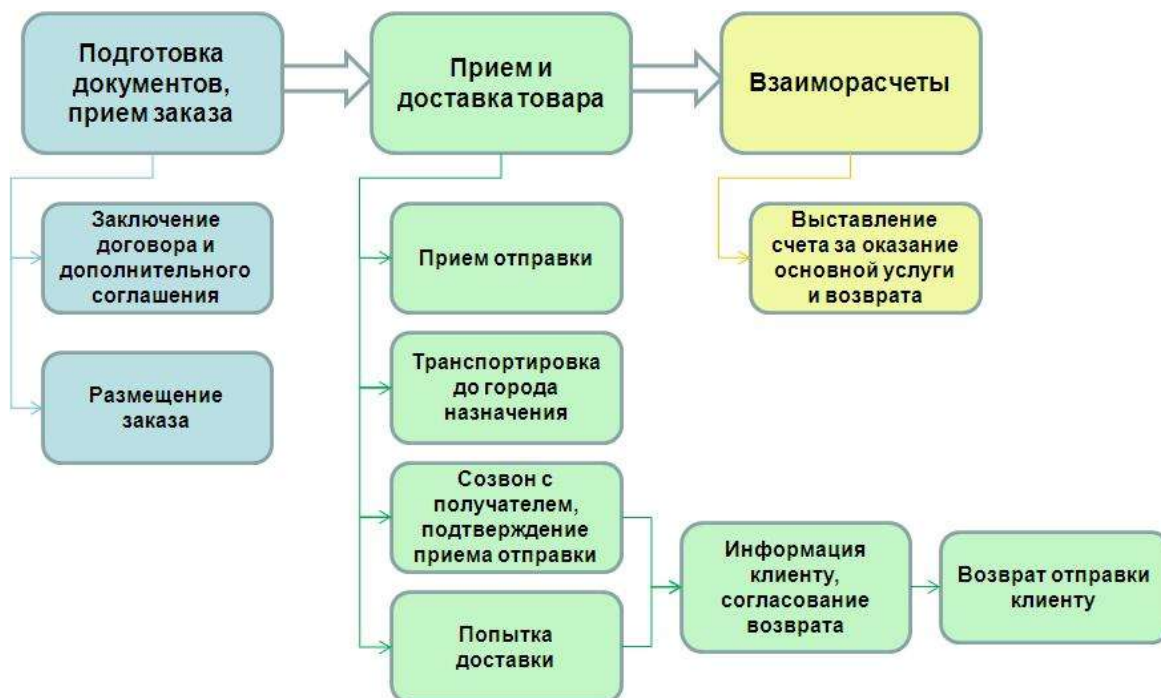 Подготовка
документов,
прием заказа
Прием и
доставка товара
Взаиморасчеты
Заключение
договора и
дополнительного
соглашения
Размещение
заказа
Прием отправки
Транспортировка
до города
назначения
Созвон с
получателем,
подтверждение
приема отправки
Попытка
доставки
Информация
клиенту,
согласование
возврата
Возврат отправки
клиенту
Выставление
счета за оказание
основной услуги
и возврата